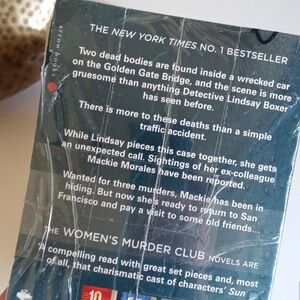 THE NEW YORK TIMES NO. 1 BESTSELLER
Two dead bodies are found inside a wrecked car
on the Golden Gate Bridge, and the scene is more
gruesome than anything Detective Lindsay Boxer
has seen before.
There is more to these deaths than a simple
traffic accident.
While Lindsay pieces this case together, she gets
an unexpected call. Sightings of her ex-colleague
Mackie Morales have been reported.
Wanted for three murders, Mackie has been in
hiding. But now she's ready to return to San
Francisco and pay a visit to some old friends...
THE WOMEN'S MURDER CLUB NOVELS ARE
'A compelling read with great set pieces and, most
of all, that charismatic cast of characters' Sun
arrow books
10